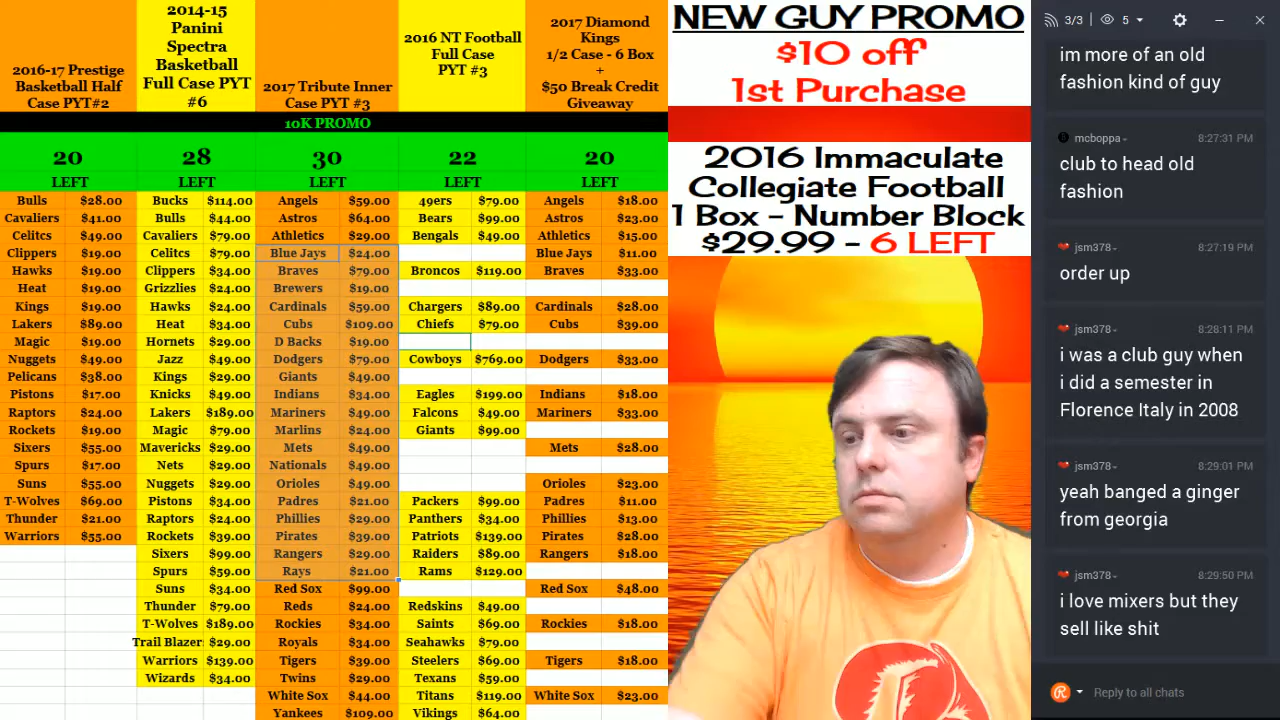 2016-17 Prestige
Basketball Half
Case PYT#2
2014-15
Panini
Spectra
Basketball
Full Case PYT
#6
2017 Tribute Inner
Case PYT #3
2016 NT Football
Full Case
PYT #3
2017 Diamond
Kings
1/2 Case - 6 Box
+
$50 Break Credit
Giveaway
10K PROMO
20 28 30 22 20
LEFT LEFT LEFT LEFT LEFT
Bulls $28.00 Bucks $114.00 Angels $59.00 49ers $79.00 Angels $18.00
Cavaliers $41.00 Bulls $44.00 Astros $64.00 Bears $99.00 Astros $23.00
Celitcs $49.00 Cavaliers $79.00 Athletics $29.00 Bengals $49.00 Athletics $15.00
Clippers $19.00 Celitcs $79.00 Blue Jays $24.00 Blue Jays $11.00
Hawks $19.00 Clippers $34.00 Braves $79.00 Broncos $119.00 Braves $33.00
Heat $19.00 Grizzlies $24.00 Brewers $19.00
Kings $19.00 Hawks $24.00 Cardinals $59.00 Chargers $89.00 Cardinals $28.00
Lakers $89.00 Heat $34.00 Cubs $109.00 Chiefs $79.00 Cubs $39.00
Magic $19.00 Hornets $29.00 D Backs $19.00
Nuggets $49.00 Jazz $49.00 Dodgers $79.00 Cowboys $769.00 Dodgers $33.00
Pelicans $38.00 Kings $29.00 Giants $49.00
Pistons $17.00 Knicks $49.00 Indians $34.00 Eagles $199.00 Indians $18.00
Raptors $24.00 Lakers $189.00 Mariners $49.00 Falcons $49.00 Mariners $33.00
Rockets $19.00 Magic $79.00 Marlins $24.00 Giants $99.00
Sixers $55.00 Mavericks $29.00 Mets $49.00 Mets $28.00
Spurs $17.00 Nets $29.00 Nationals $49.00
Suns $55.00 Nuggets $29.00 Orioles $49.00 Orioles $23.00
T-Wolves $69.00 Pistons $34.00 Padres $21.00 Packers $99.00 Padres $11.00
Thunder $21.00 Raptors $24.00 Phillies $29.00 Panthers $34.00 Phillies $13.00
Warriors $55.00 Rockets $39.00 Pirates $39.00 Patriots $139.00 Pirates $28.00
Sixers $99.00 Rangers $29.00 Raiders $89.00 Rangers $18.00
Spurs $59.00 Rays $21.00 Rams $129.00
Suns $34.00 Red Sox $99.00 Red Sox $48.00
Thunder $79.00 Reds $24.00 Redskins $49.00
T-Wolves $189.00 Rockies $34.00 Saints $69.00 Rockies $18.00
Trail Blazer $29.00 Royals $34.00 Seahawks $79.00
Warriors $139.00 Tigers $39.00 Steelers $69.00 Tigers $18.00
Wizards $34.00 Twins $29.00 Texans $59.00
White Sox $44.00 Titans $119.00 White Sox $23.00
Yankees $109.00 Vikings $64.00
NEW GUY PROMO
$10 off
1st Purchase
2016 Immaculate
Collegiate Football
1 Box - Number Block
$29.99 - 6 LEFT
3/3 5
im more of an old
fashion kind of guy
mcboppa 8:27:31 PM
club to head old
fashion
jsm378 8:27:19 PM
order up
jsm378 8:28:11 PM
i was a club guy when
i did a semester in
Florence Italy in 2008
jsm378 8:29:01 PM
yeah banged a ginger
from georgia
jsm378 8:29:50 PM
i love mixers but they
sell like shit
Reply to all chats